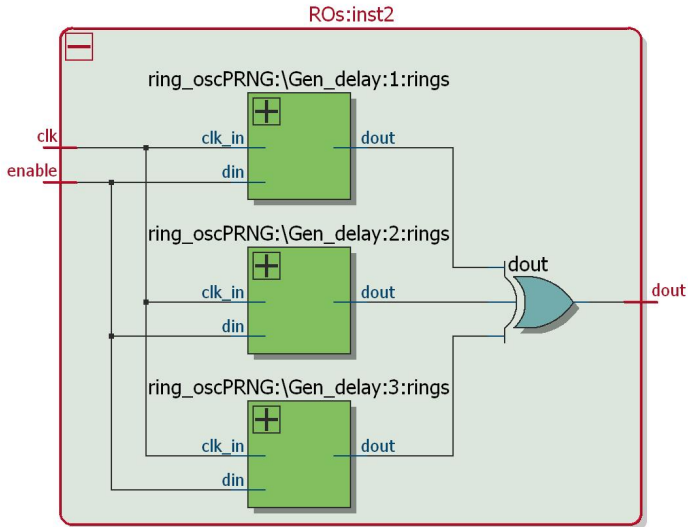 ROs:inst2
ring_oscPRNG:\Gen_delay:1:rings
clk
clk_in
dout
enable
din
ring_oscPRNG:\Gen_delay:2:rings
dout
clk_in
dout
dout
din
ring_oscPRNG:\Gen_delay:3:rings
clk_in
dout
din